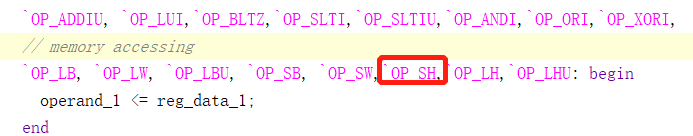 `OP_ADDIU, `OP_LUI,`OP_BLTZ,`OP_SLTI,`OP_SLTIU,`OP_ANDI,`OP_ORI,`OP_XORI,
// memory accessing
`OP_LB, `OP_LW, `OP_LBU, `OP_SB, `OP_SW,`OP_SH,`OP_LH,`OP_LHU: begin
operand_1 <= reg_data_1;
end